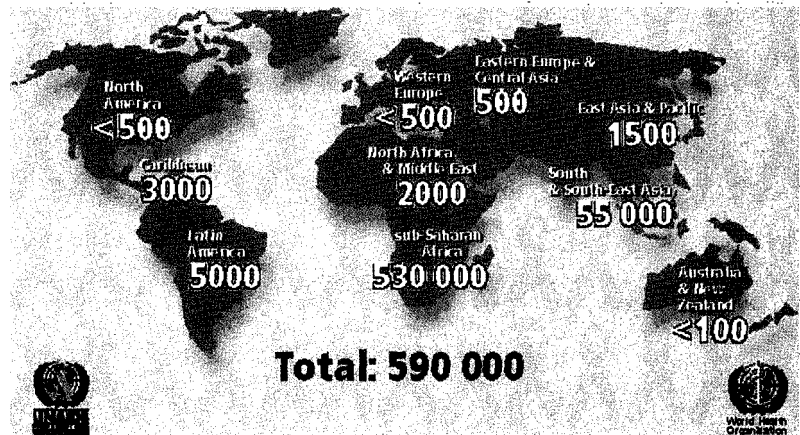 North
America
<500
Caribbean
3000
Latin
America
5000
Western
Europe
<500
North Africa
& Middle East
2000
sub-Saharan
Africa
530 000
Eastern Europe &
Central Asia
500
East Asia & Pacific
1500
South
& South-East Asia
55 000
Australia
& New
Zealand
<100
Total: 590 000
UNAIDS
World Health
Organization